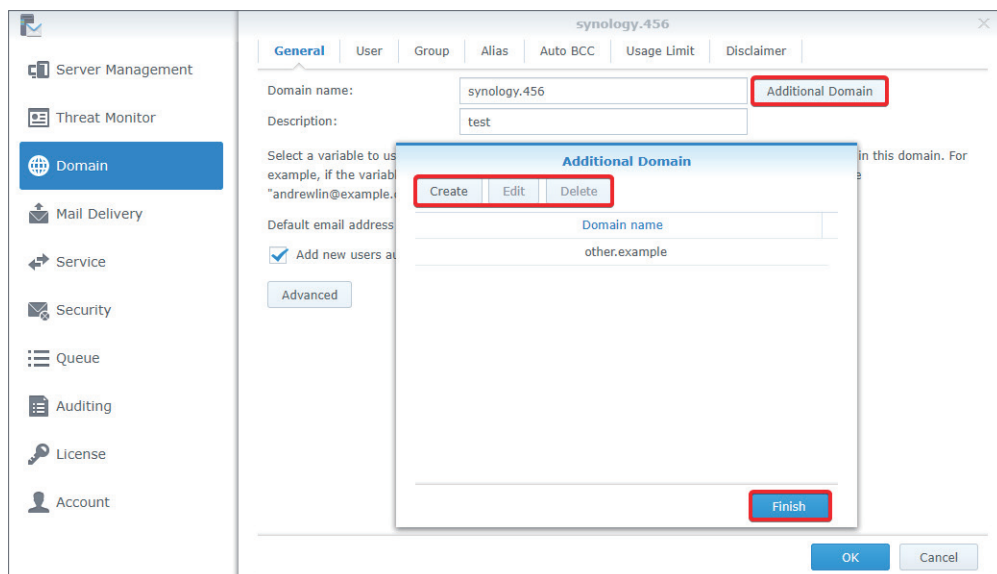 synology.456
Server Management
Threat Monitor
Domain
Mail Delivery
Service
Security
Queue
Auditing
License
Account
General User Group Alias Auto BCC Usage Limit Disclaimer
Domain name: synology.456 Additional Domain
Description: test
Select a variable to us in this domain. For
example, if the variabl e
"andrewlin@example.
Default email address
Add new users au
Advanced
Additional Domain
Create Edit Delete
Domain name
other.example
Finish
OK Cancel